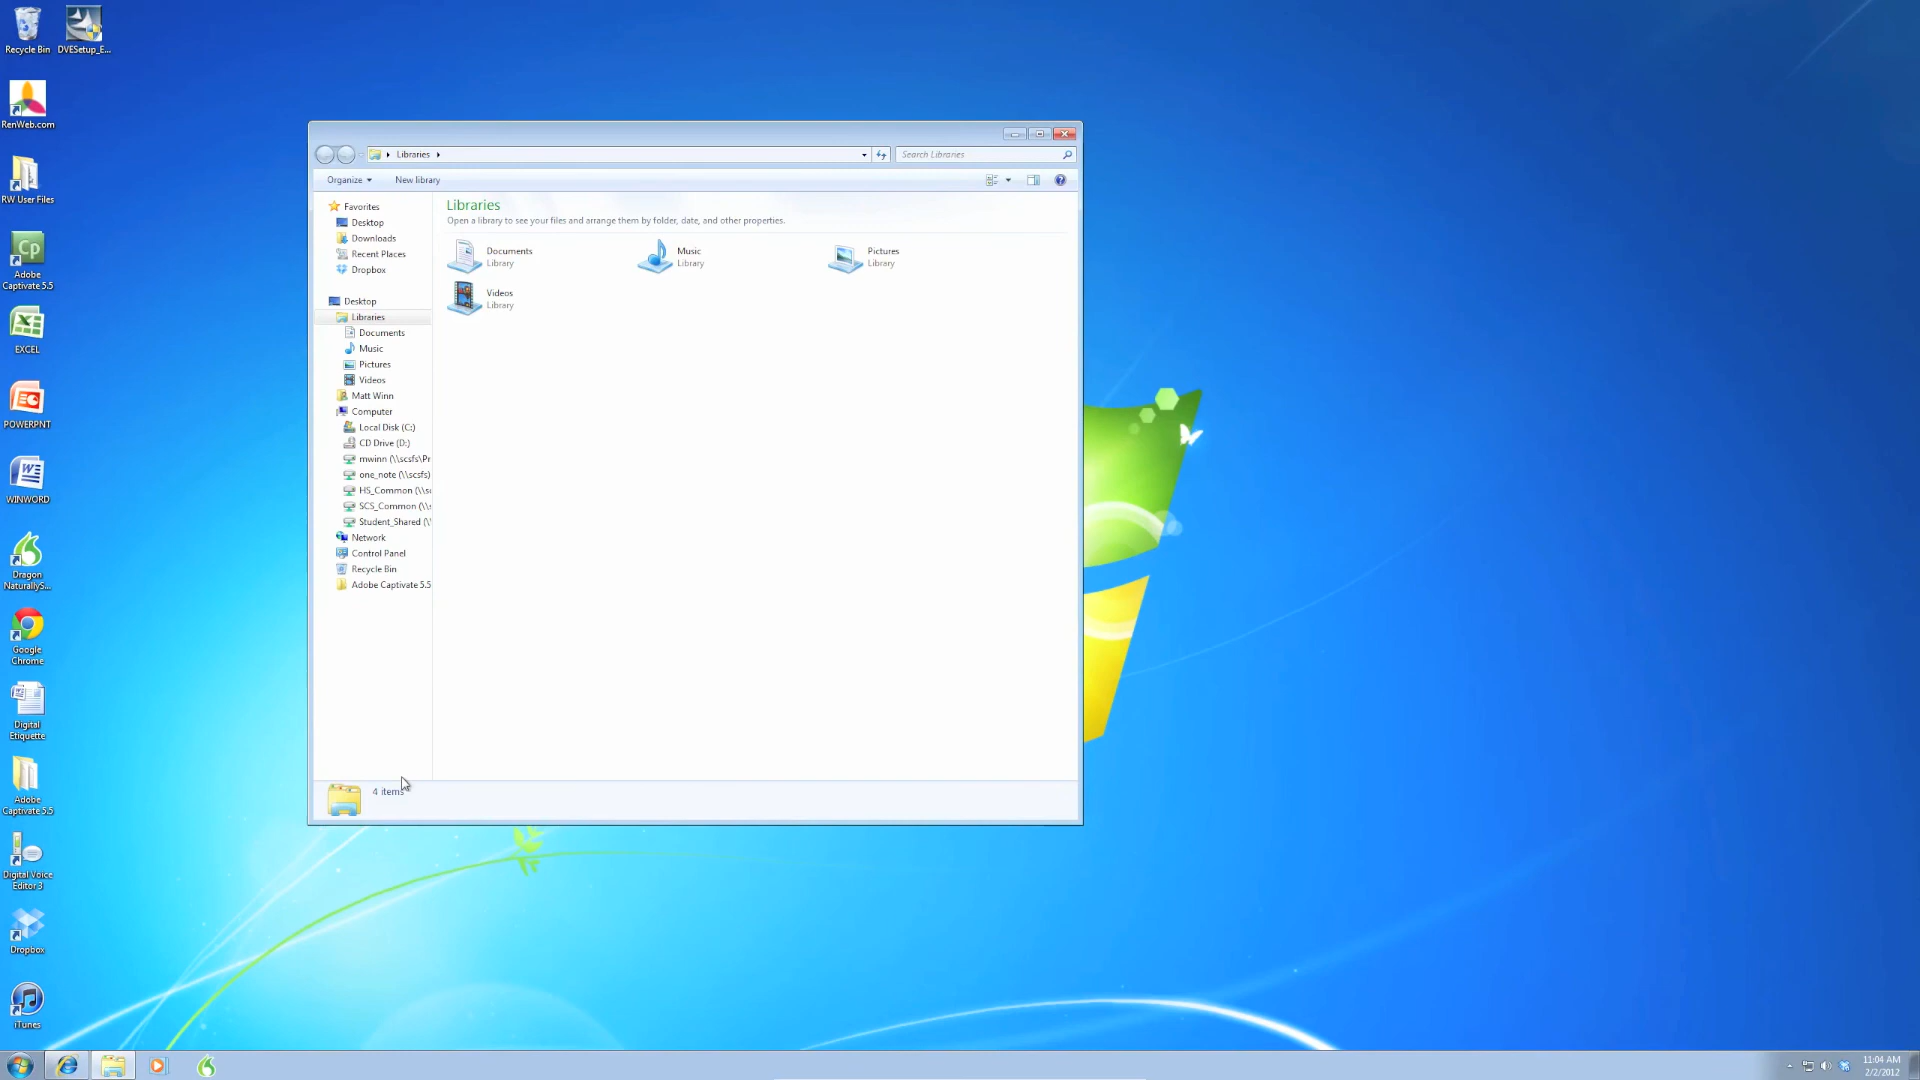 Recycle Bin
DVESetup_E...
RenWeb.com
RW User Files
Cp
Adobe
Captivate 5.5
EXCEL
POWERPNT
WINWORD
Dragon
NaturallyS...
Google
Chrome
Digital
Etiquette
Adobe
Captivate 5.5
Digital Voice
Editor 3
Dropbox
iTunes
Libraries
Search Libraries
Organize
New library
Favorites
Desktop
Downloads
Recent Places
Dropbox
Desktop
Libraries
Documents
Music
Pictures
Videos
Matt Winn
Computer
Local Disk (C:)
CD Drive (D:)
mwinn (\\scsfs\Pr
one_note (\\scsfs)
HS_Common (\\sc
SCS_Common (\\s
Student_Shared (\\
Network
Control Panel
Recycle Bin
Adobe Captivate 5.5
Libraries
Open a library to see your files and arrange them by folder, date, and other properties.
Documents
Library
Music
Library
Pictures
Library
Videos
Library
4 items
11:04 AM
2/2/2012